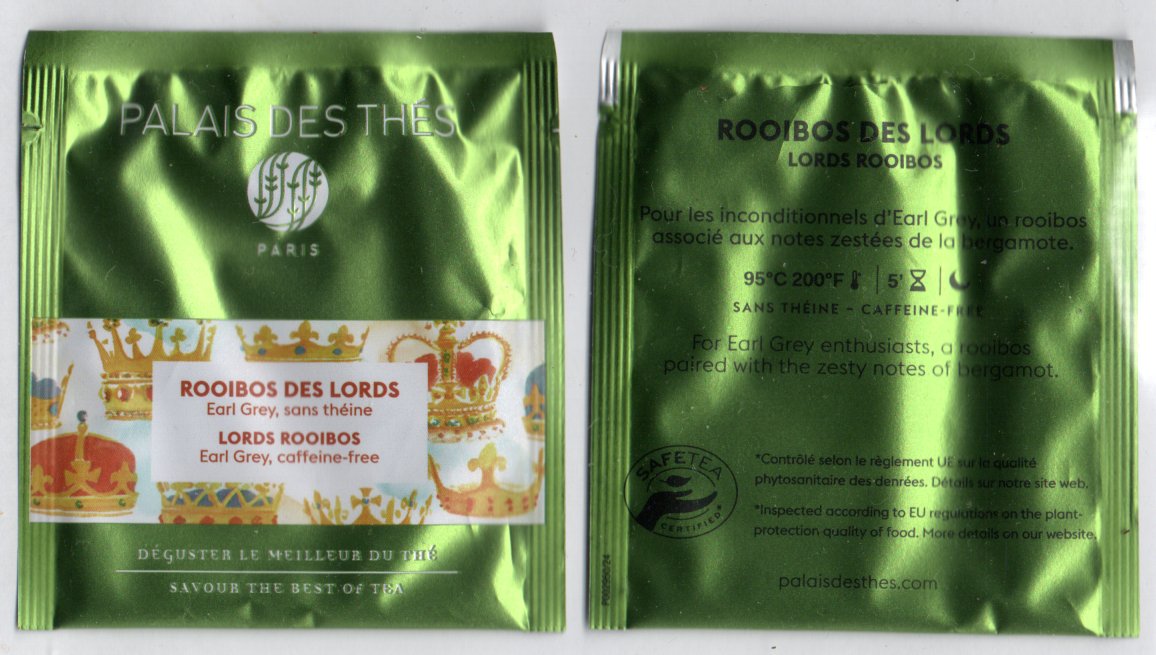 PALAIS DES THÉS
PARIS
ROOIBOS DES LORDS
Earl Grey, sans théine
LORDS ROOIBOS
Earl Grey, caffeine-free
DÉGUSTER LE MEILLEUR DU THÉ
SAVOUR THE BEST OF TEA
ROOIBOS DES LORDS
LORDS ROOIBOS
Pour les inconditionnels d'Earl Grey, un rooibos
associé aux notes zestées de la bergamote.
95°C 200°F 5'
SANS THÉINE - CAFFEINE-FREE
For Earl Grey enthusiasts, a rooibos
paired with the zesty notes of bergamot.
SAFETEA
CERTIFIED*
*Contrôlé selon le règlement UE sur la qualité
phytosanitaire des denrées. Détails sur notre site web.
*Inspected according to EU regulations on the plant-
protection quality of food. More details on our website.
palaisdesthes.com